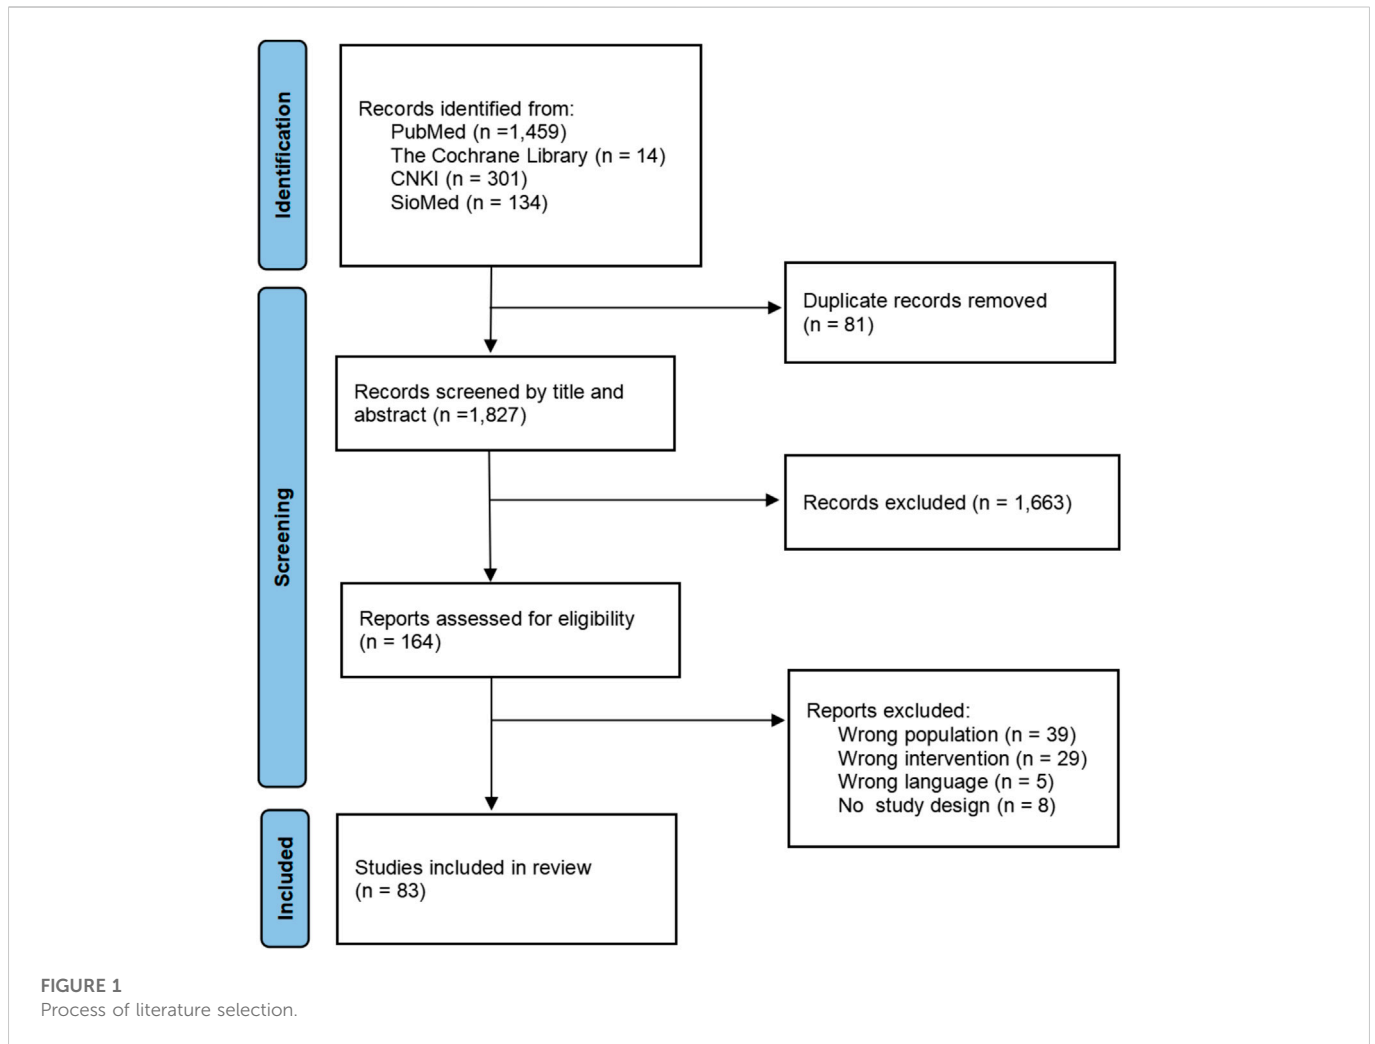 Identification
Records identified from:
PubMed (n =1,459)
The Cochrane Library (n = 14)
CNKI (n = 301)
SioMed (n = 134)
Duplicate records removed
(n = 81)
Screening
Records screened by title and
abstract (n =1,827)
Records excluded (n = 1,663)
Reports assessed for eligibility
(n = 164)
Reports excluded:
Wrong population (n = 39)
Wrong intervention (n = 29)
Wrong language (n = 5)
No  study design (n = 8)
Included
Studies included in review
(n = 83)
FIGURE 1
Process of literature selection.